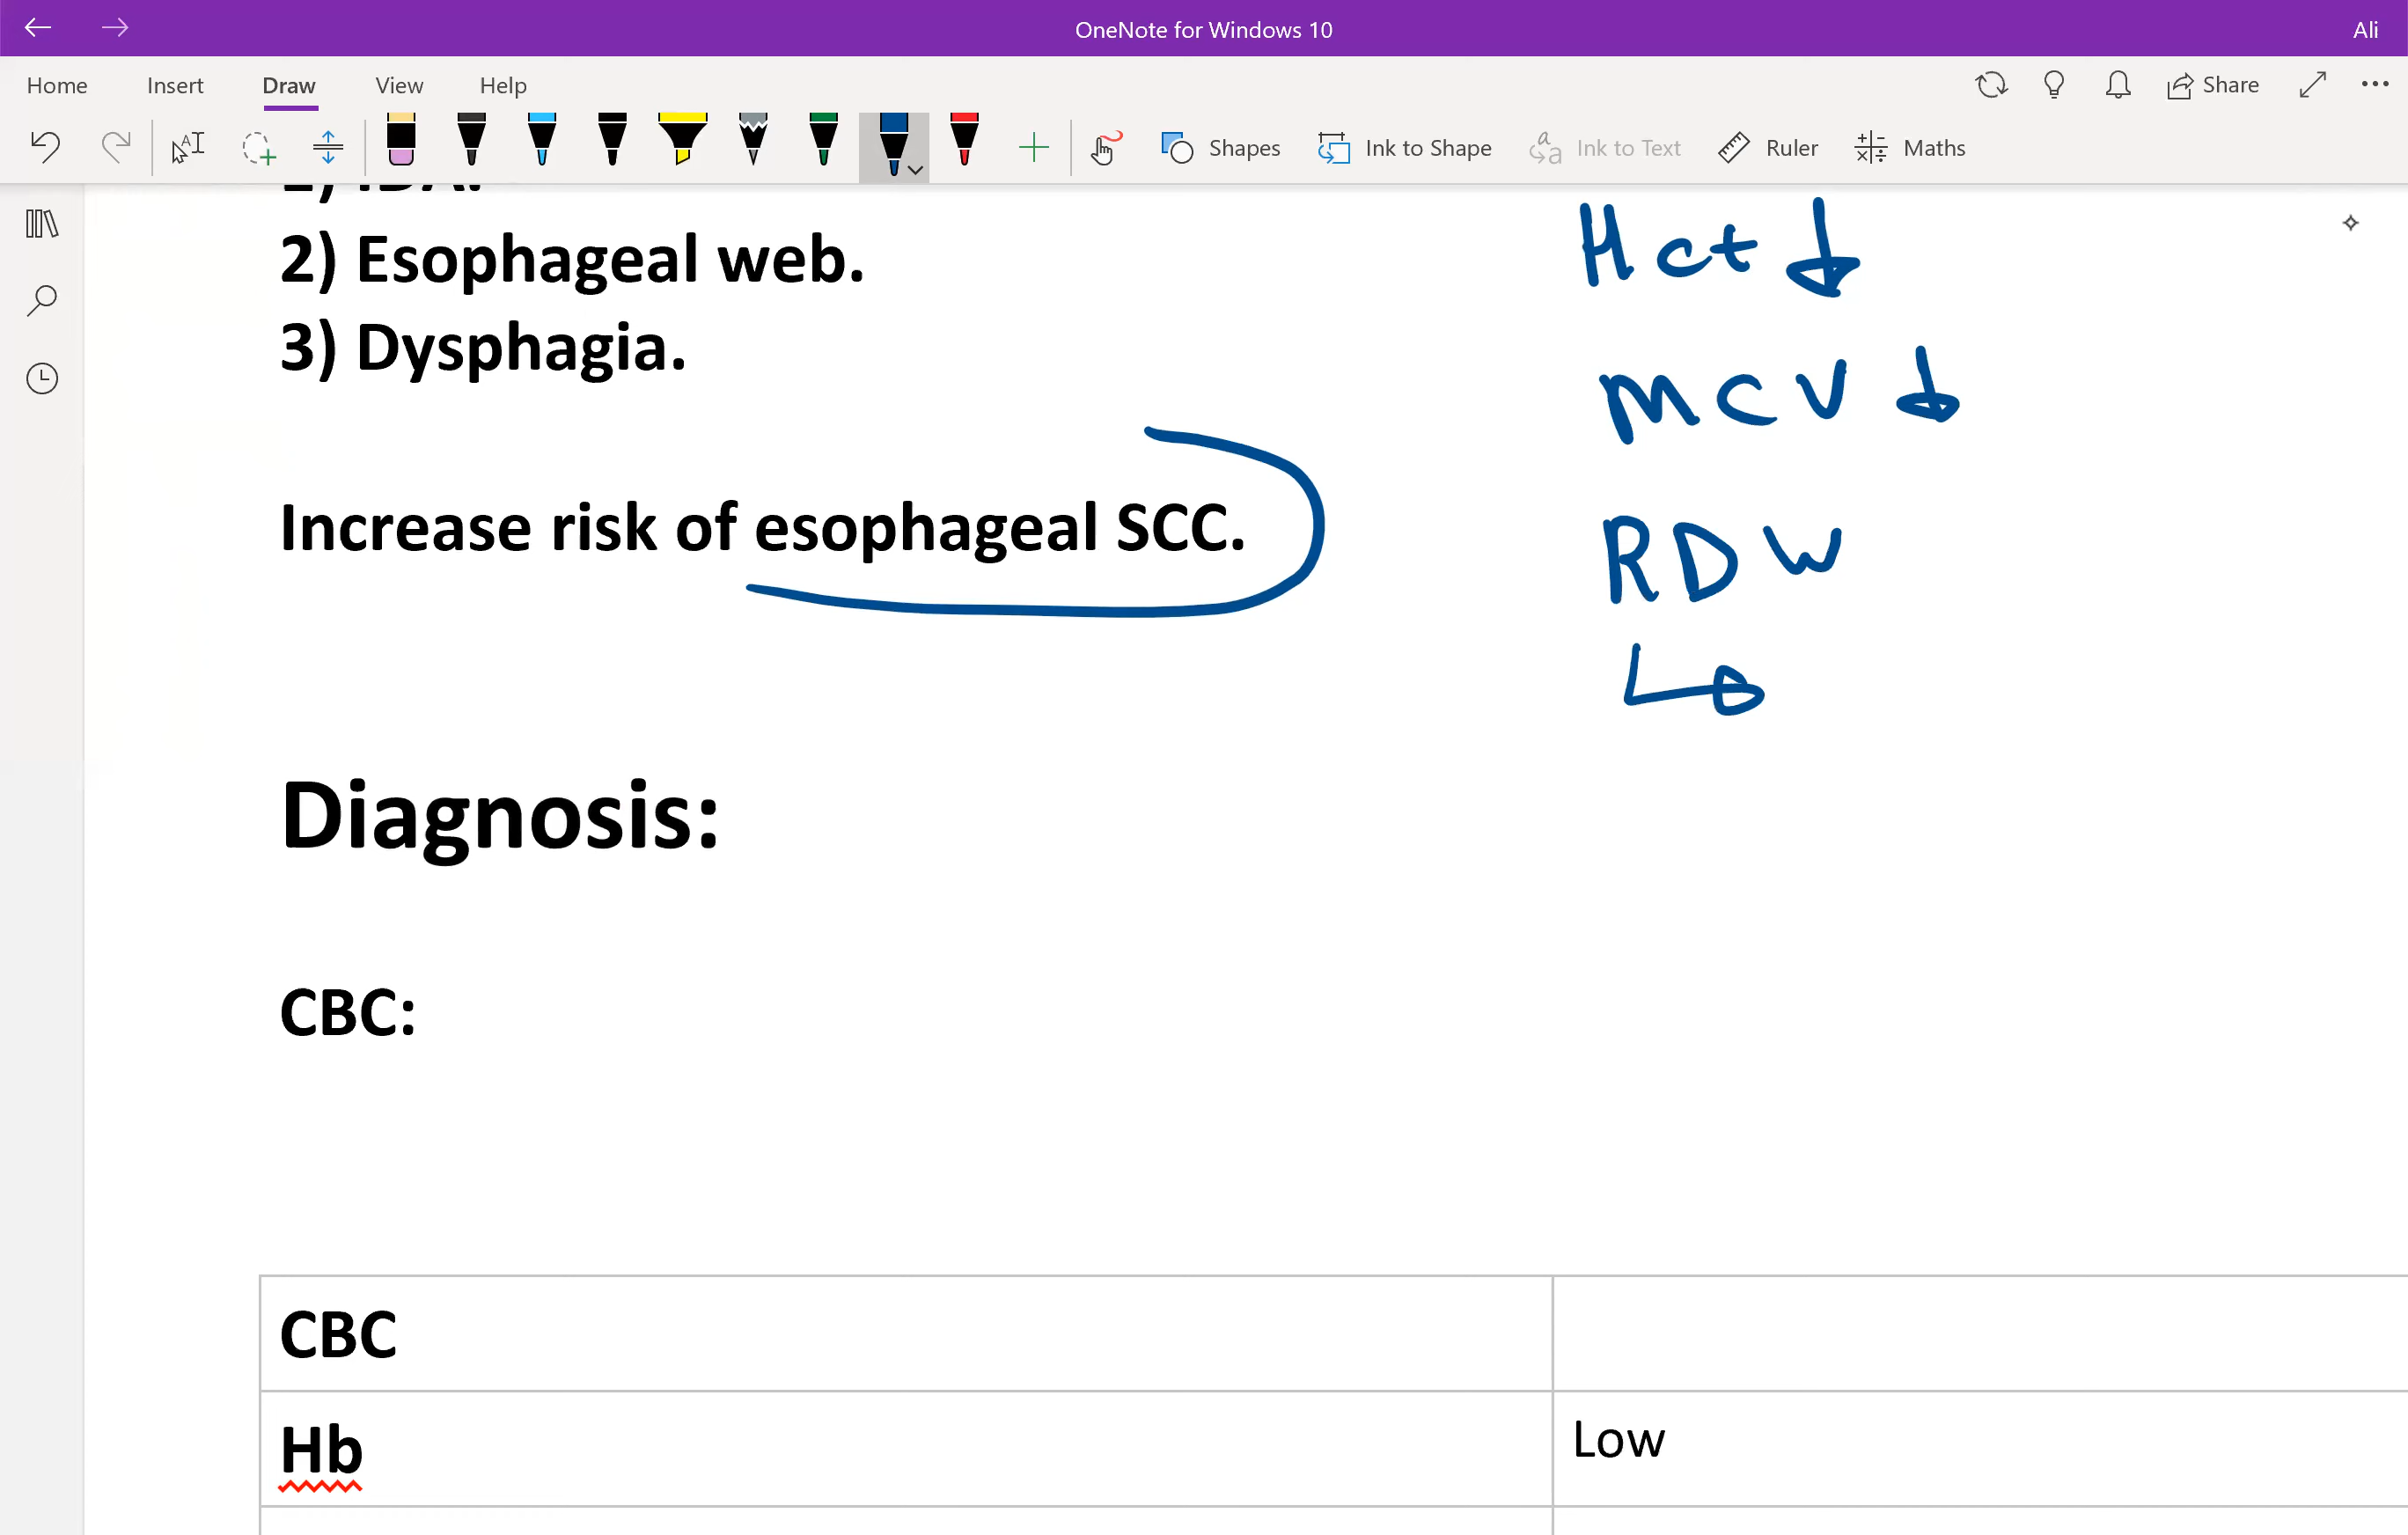 OneNote for Windows 10
Ali
Home Insert Draw View Help
Share
Shapes Ink to Shape Ink to Text Ruler Maths
2) Esophageal web.
3) Dysphagia.
Increase risk of esophageal SCC.
Hct ↓
MCV ↓
RDW
Diagnosis:
CBC:
CBC
Hb Low